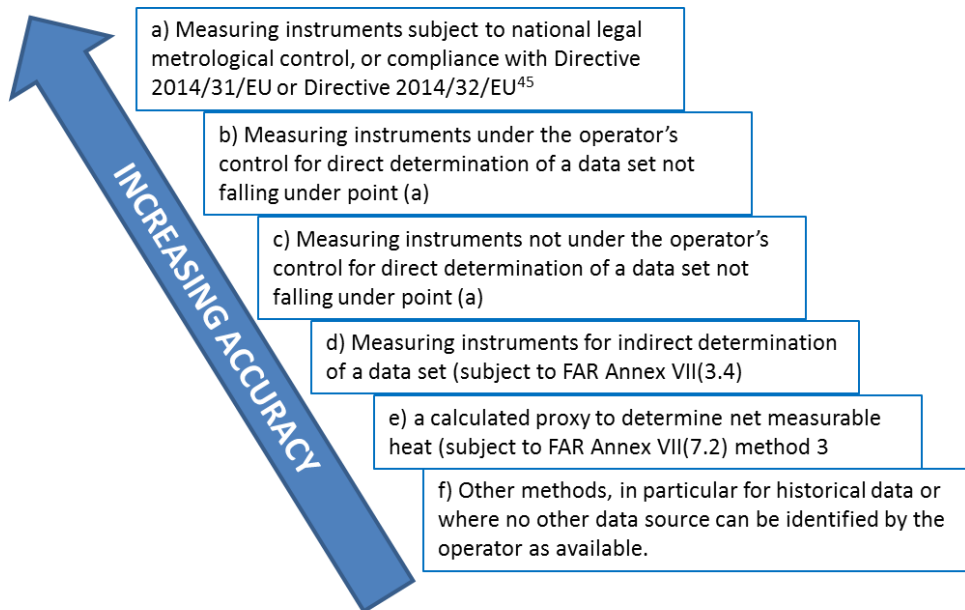 a) Measuring instruments subject to national legal
metrological control, or compliance with Directive
2014/31/EU or Directive 2014/32/EU45
b) Measuring instruments under the operator’s
control for direct determination of a data set not
falling under point (a)
c) Measuring instruments not under the operator’s
control for direct determination of a data set not
falling under point (a)
d) Measuring instruments for indirect determination
of a data set (subject to FAR Annex VII(3.4)
e) a calculated proxy to determine net measurable
heat (subject to FAR Annex VII(7.2) method 3
f) Other methods, in particular for historical data or
where no other data source can be identified by the
operator as available.
INCREASING ACCURACY